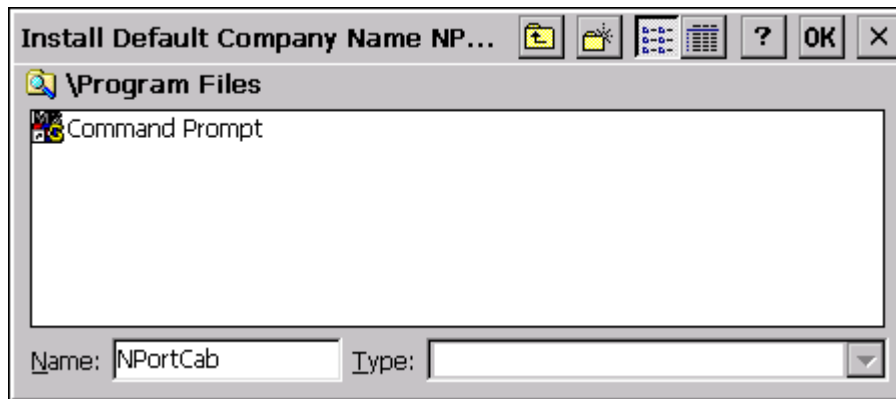 Install Default Company Name NP... ? OK ×
\Program Files
Command Prompt
Name: NPortCab Type: